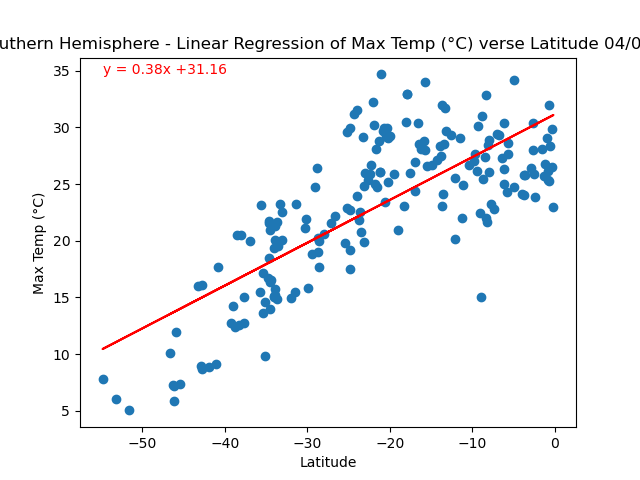 uthern Hemisphere - Linear Regression of Max Temp (°C) verse Latitude 04/0
y = 0.38x +31.16
35
30
25
20
15
10
5
Max Temp (°C)
−50 −40 −30 −20 −10 0
Latitude